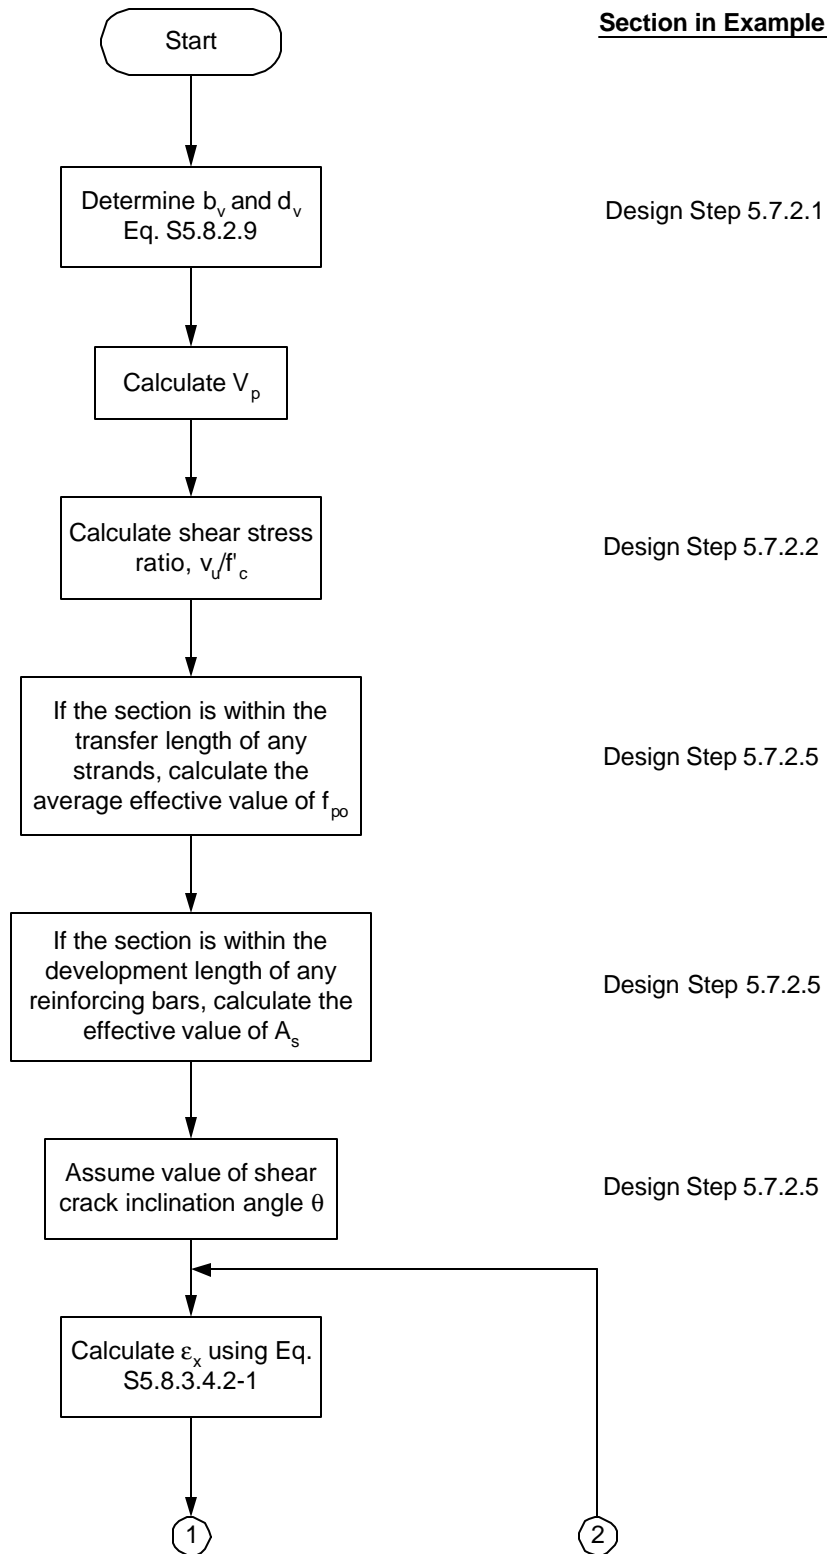 Section in Example
Start
Determine b_v and d_v
Eq. S5.8.2.9
Design Step 5.7.2.1
Calculate V_p
Calculate shear stress
ratio, v_u/f'_c
Design Step 5.7.2.2
If the section is within the
transfer length of any
strands, calculate the
average effective value of f_po
Design Step 5.7.2.5
If the section is within the
development length of any
reinforcing bars, calculate the
effective value of A_s
Design Step 5.7.2.5
Assume value of shear
crack inclination angle θ
Design Step 5.7.2.5
Calculate ε_x using Eq.
S5.8.3.4.2-1
1
2